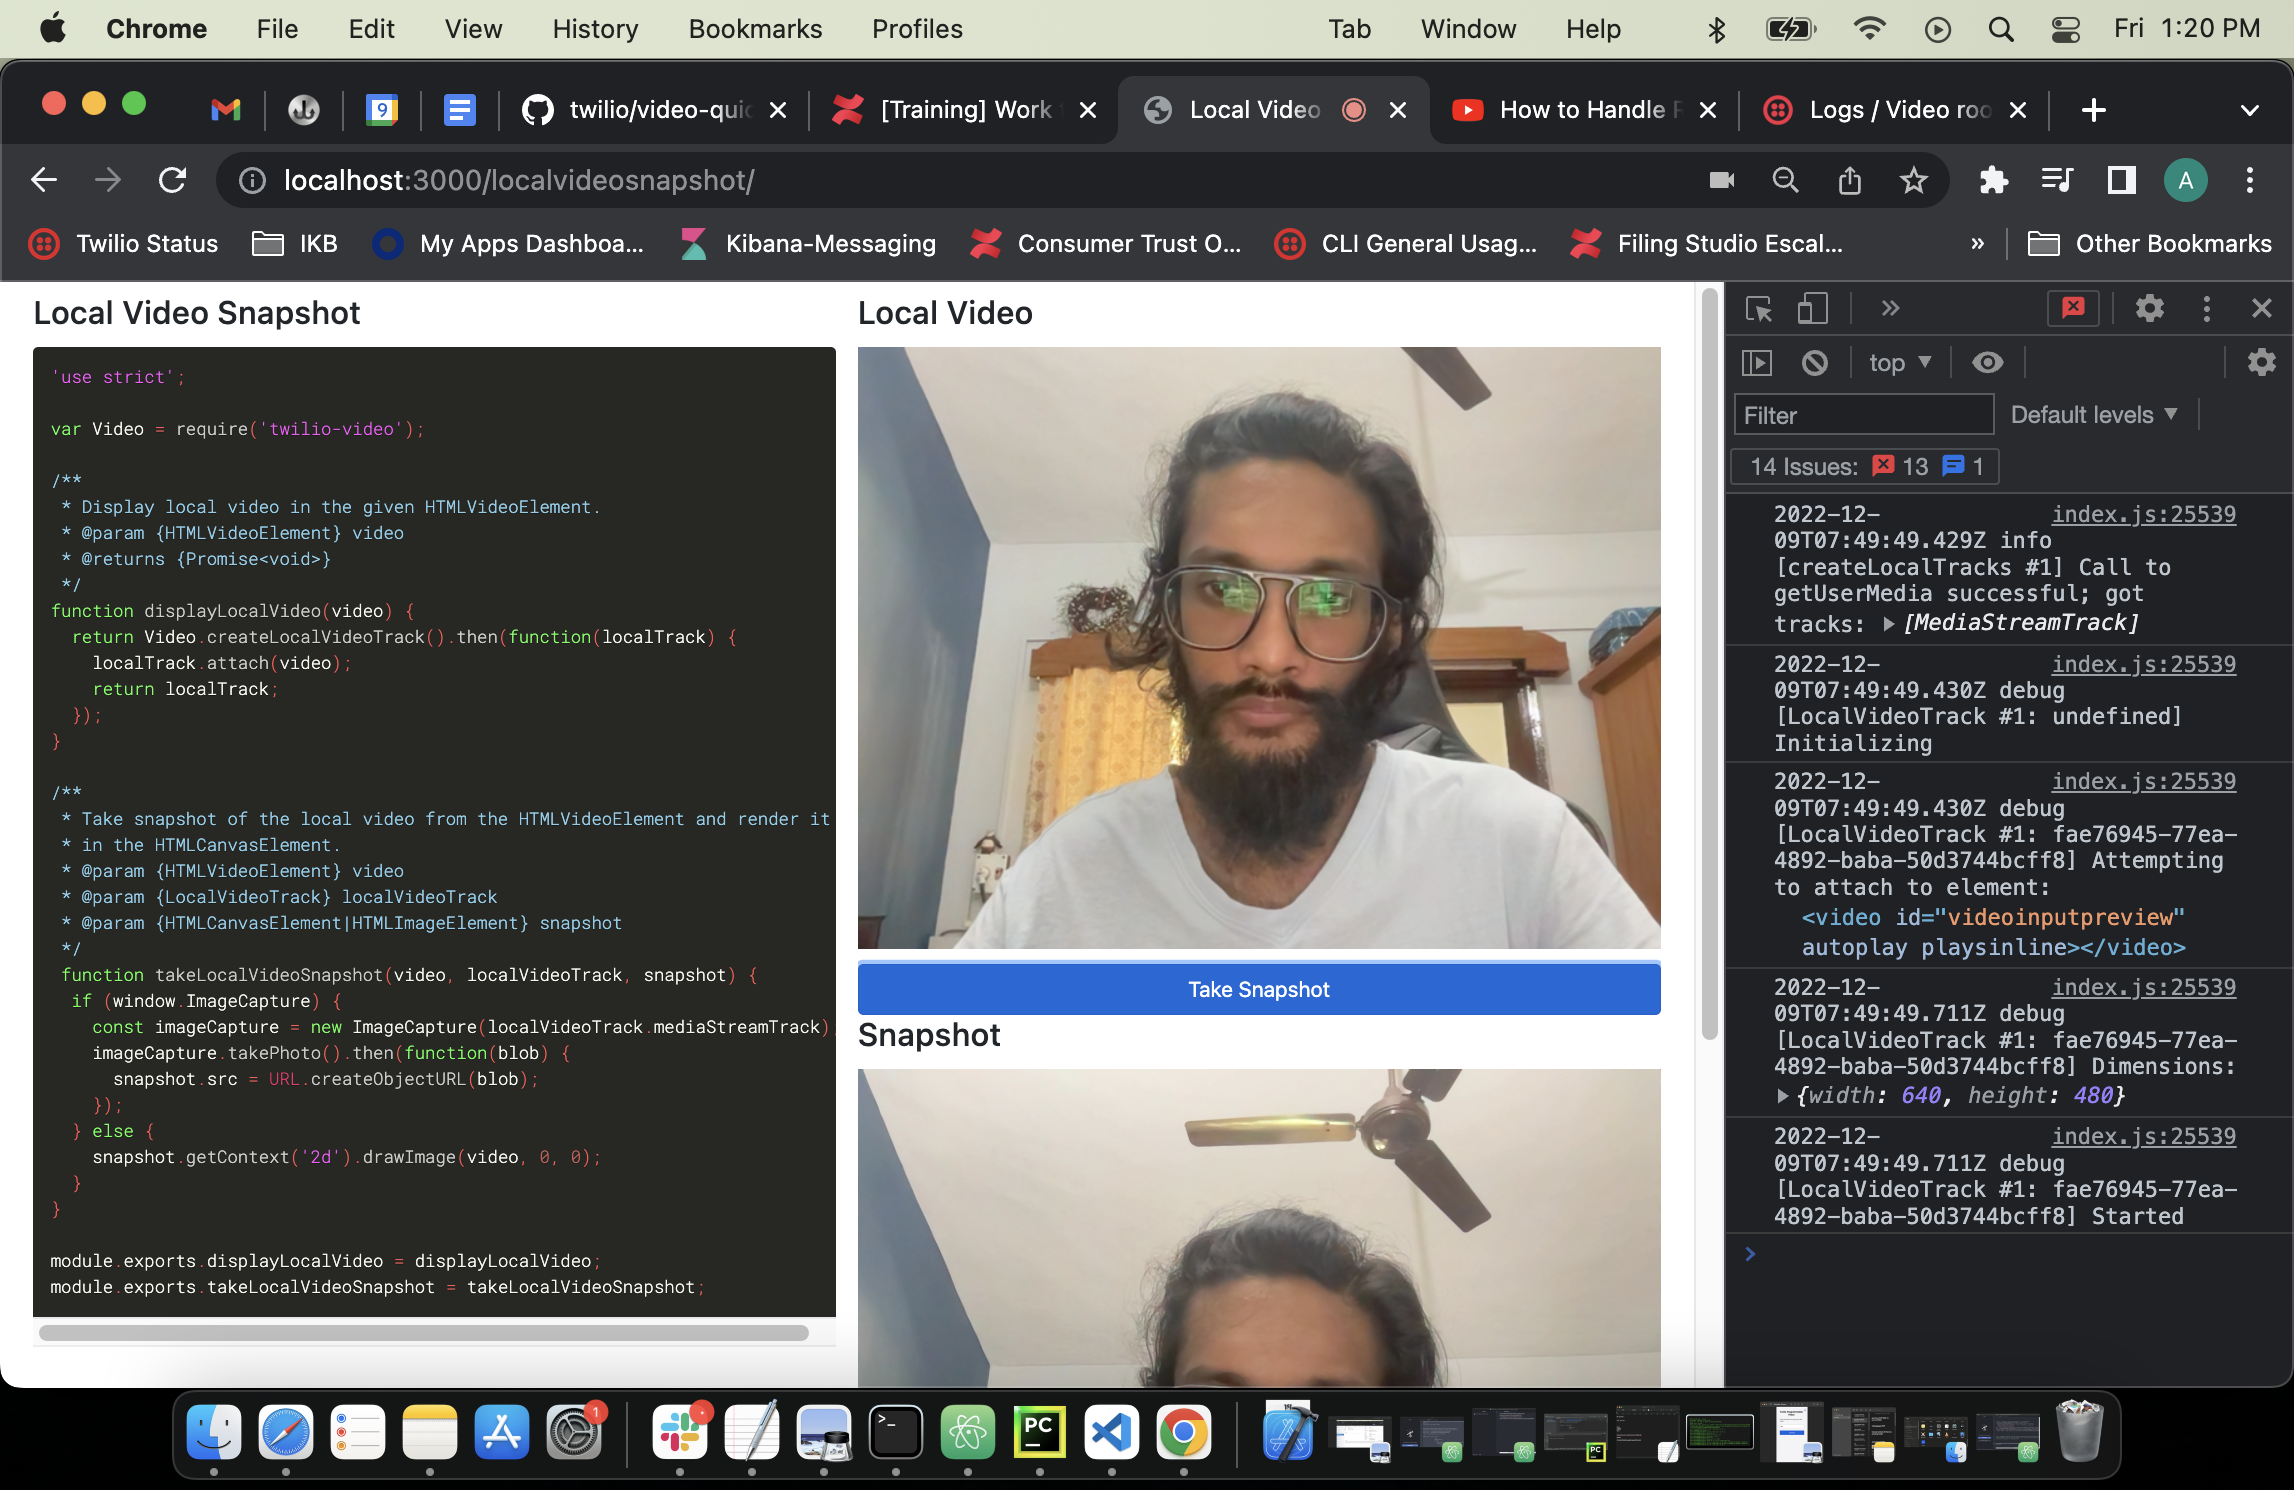 Chrome File Edit View History Bookmarks Profiles Tab Window Help Fri 1:20 PM
9 twilio/video-quic [Training] Work Local Video How to Handle R Logs / Video roo
localhost:3000/localvideosnapshot/ A
Twilio Status IKB My Apps Dashboa... Kibana-Messaging Consumer Trust O... CLI General Usag... Filing Studio Escal... » Other Bookmarks
Local Video Snapshot
'use strict';
var Video = require('twilio-video');
/**
* Display local video in the given HTMLVideoElement.
* @param {HTMLVideoElement} video
* @returns {Promise<void>}
*/
function displayLocalVideo(video) {
return Video.createLocalVideoTrack().then(function(localTrack) {
localTrack.attach(video);
return localTrack;
});
}
/**
* Take snapshot of the local video from the HTMLVideoElement and render it
* in the HTMLCanvasElement.
* @param {HTMLVideoElement} video
* @param {LocalVideoTrack} localVideoTrack
* @param {HTMLCanvasElement|HTMLImageElement} snapshot
*/
function takeLocalVideoSnapshot(video, localVideoTrack, snapshot) {
if (window.ImageCapture) {
const imageCapture = new ImageCapture(localVideoTrack.mediaStreamTrack)
imageCapture.takePhoto().then(function(blob) {
snapshot.src = URL.createObjectURL(blob);
});
} else {
snapshot.getContext('2d').drawImage(video, 0, 0);
}
}
module.exports.displayLocalVideo = displayLocalVideo;
module.exports.takeLocalVideoSnapshot = takeLocalVideoSnapshot;
Local Video
Take Snapshot
Snapshot
top ▼
Filter Default levels ▼
14 Issues: 13 1
2022-12- index.js:25539
09T07:49:49.429Z info
[createLocalTracks #1] Call to
getUserMedia successful; got
tracks: ▶ [MediaStreamTrack]
2022-12- index.js:25539
09T07:49:49.430Z debug
[LocalVideoTrack #1: undefined]
Initializing
2022-12- index.js:25539
09T07:49:49.430Z debug
[LocalVideoTrack #1: fae76945-77ea-
4892-baba-50d3744bcff8] Attempting
to attach to element:
<video id="videoinputpreview"
autoplay playsinline></video>
2022-12- index.js:25539
09T07:49:49.711Z debug
[LocalVideoTrack #1: fae76945-77ea-
4892-baba-50d3744bcff8] Dimensions:
▶ {width: 640, height: 480}
2022-12- index.js:25539
09T07:49:49.711Z debug
[LocalVideoTrack #1: fae76945-77ea-
4892-baba-50d3744bcff8] Started
1 PC